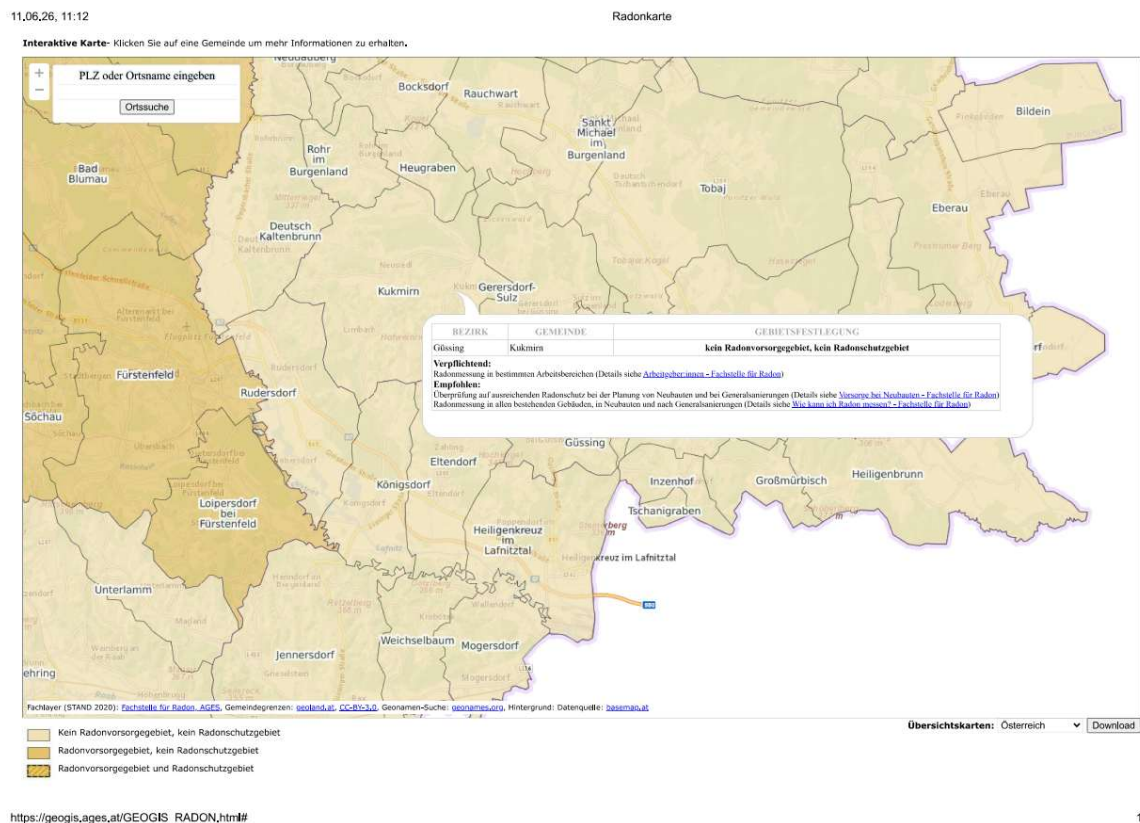 11.06.26, 11:12
Radonkarte
Interaktive Karte- Klicken Sie auf eine Gemeinde um mehr Informationen zu erhalten.
+
−
PLZ oder Ortsname eingeben
Ortssuche
Neudauberg
Bocksdorf
Rauchwart
Bildein
Sankt Michael im Burgenland
Rohr im Burgenland
Heugraben
Bad Blumau
Tobaj
Eberau
Deutsch Kaltenbrunn
Kukmirn
Gerersdorf-Sulz
BEZIRK GEMEINDE GEBIETSFESTLEGUNG
Güssing Kukmirn kein Radonvorsorgegebiet, kein Radonschutzgebiet
Verpflichtend:
Radonmessung in bestimmten Arbeitsbereichen (Details siehe Arbeitgeber:innen - Fachstelle für Radon)
Empfohlen:
Überprüfung auf ausreichenden Radonschutz bei der Planung von Neubauten und bei Generalsanierungen (Details siehe Vorsorge bei Neubauten - Fachstelle für Radon)
Radonmessung in allen bestehenden Gebäuden, in Neubauten und nach Generalsanierungen (Details siehe Wie kann ich Radon messen? - Fachstelle für Radon)
Fürstenfeld
Rudersdorf
Söchau
Güssing
Eltendorf
Königsdorf
Inzenhof
Großmürbisch
Heiligenbrunn
Loipersdorf bei Fürstenfeld
Tschanigraben
Heiligenkreuz im Lafnitztal
Unterlamm
Weichselbaum
Mogersdorf
Jennersdorf
Fachlayer (STAND 2020): Fachstelle für Radon, AGES, Gemeindegrenzen: geoland.at, CC-BY-3.0, Geonamen-Suche: geonames.org, Hintergrund: Datenquelle: basemap.at
Übersichtskarten: Österreich Download
Kein Radonvorsorgegebiet, kein Radonschutzgebiet
Radonvorsorgegebiet, kein Radonschutzgebiet
Radonvorsorgegebiet und Radonschutzgebiet
https://geogis.ages.at/GEOGIS_RADON.html#